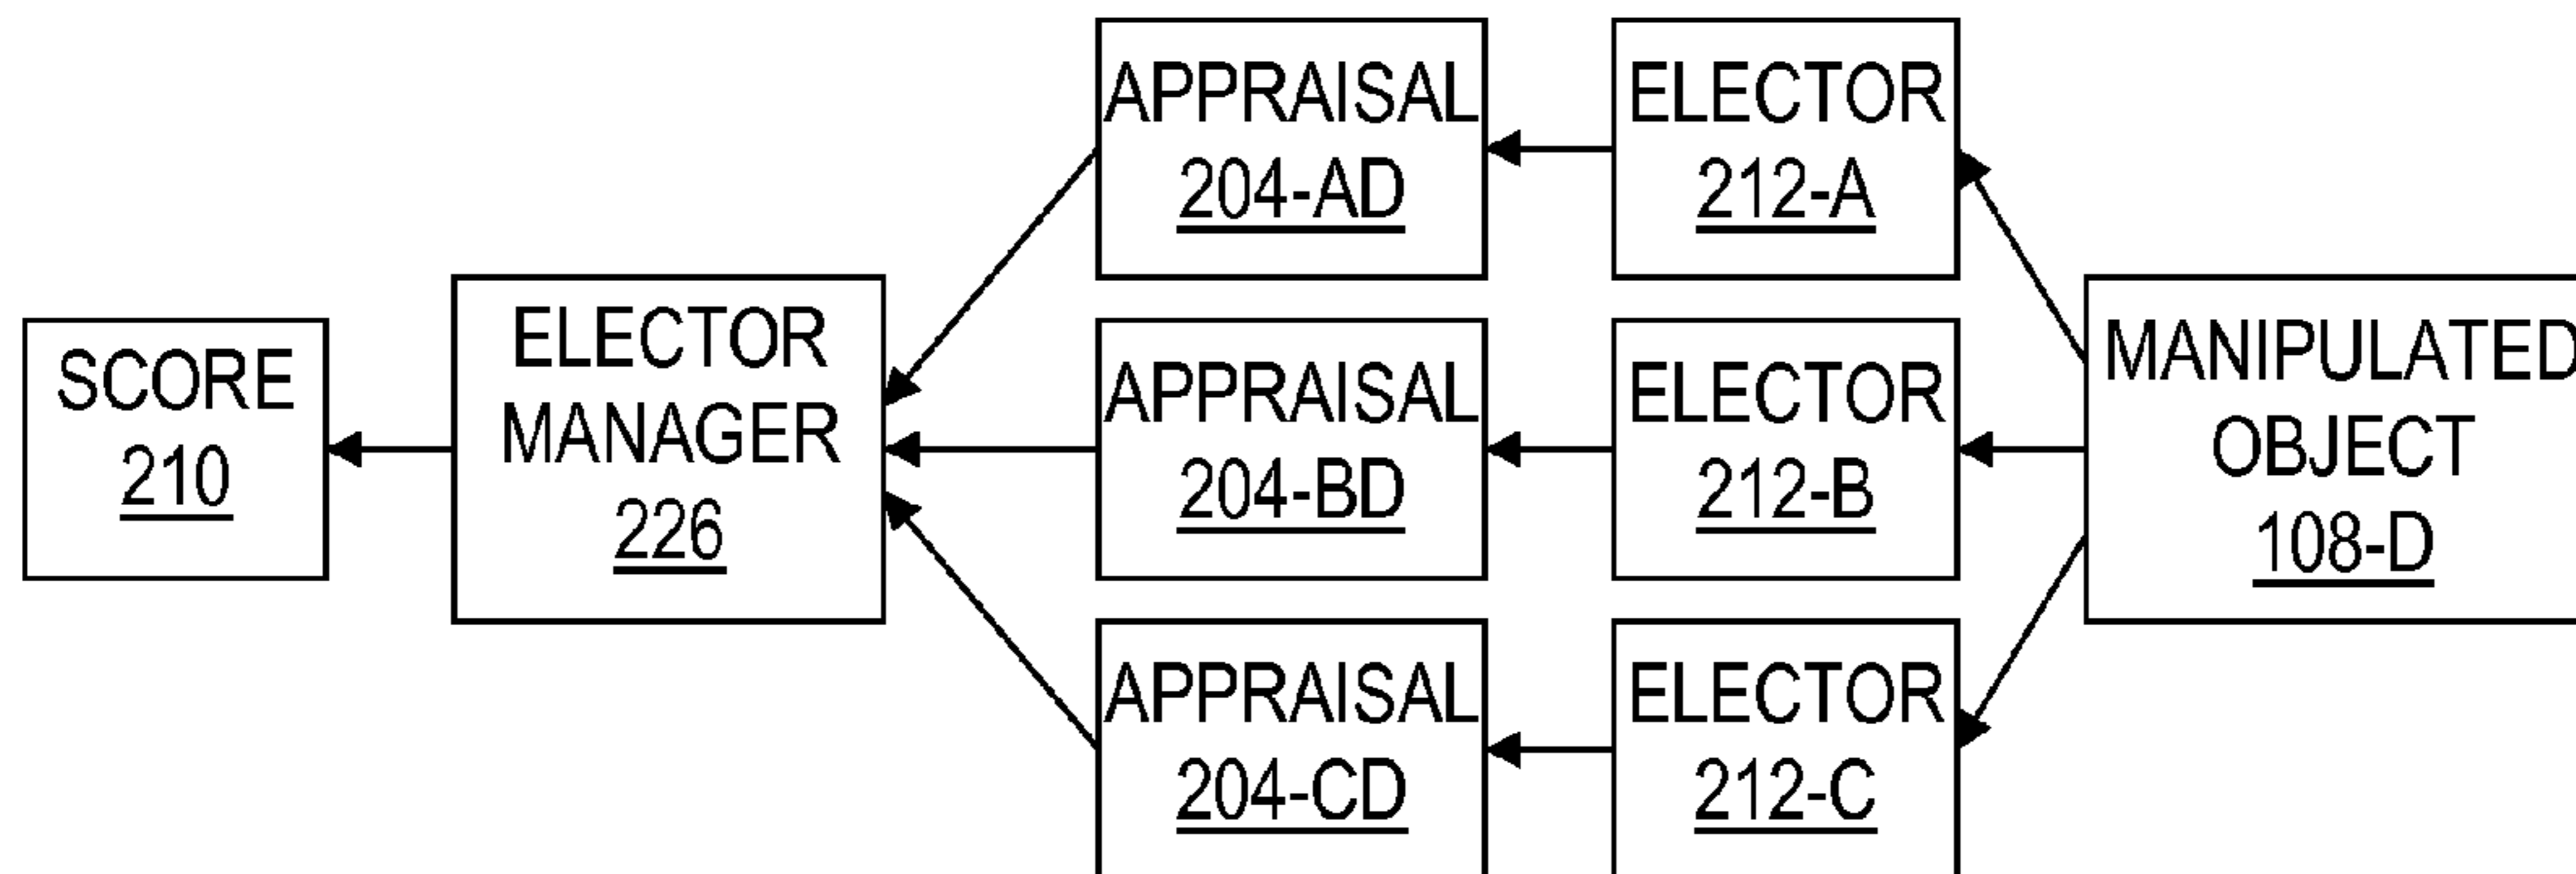 SCORE
210
ELECTOR
MANAGER
226
APPRAISAL
204-AD
APPRAISAL
204-BD
APPRAISAL
204-CD
ELECTOR
212-A
ELECTOR
212-B
ELECTOR
212-C
MANIPULATED
OBJECT
108-D